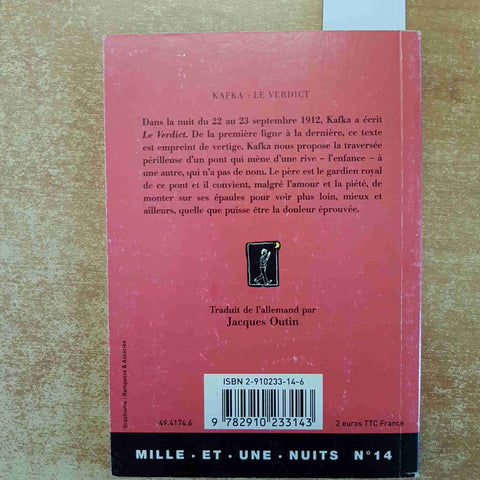 KAFKA : LE VERDICT
Dans la nuit du 22 au 23 septembre 1912, Kafka a écrit
Le Verdict. De la première ligne à la dernière, ce texte
est empreint de vertige. Kafka nous propose la traversée
périlleuse d'un pont qui mène d'une rive – l'enfance – à
une autre, qui n'a pas de nom. Le père est le gardien royal
de ce pont et il convient, malgré l'amour et la piété, de
monter sur ses épaules pour voir plus loin, mieux et
ailleurs, quelle que puisse être la douleur éprouvée.
Traduit de l'allemand par
Jacques Outin
Graphisme : Rampazzo & Associés
ISBN 2-910233-14-6
9 782910 233143
49.4174.6
2 euros TTC France
MILLE · ET · UNE · NUITS N° 14